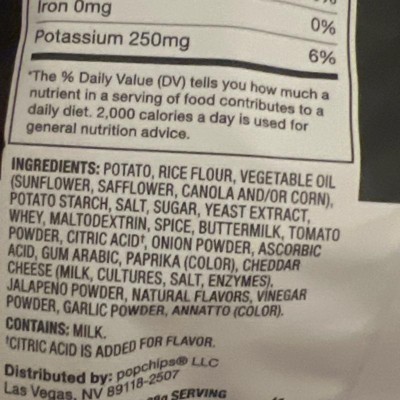 Iron 0mg 0%
Potassium 250mg 6%
*The % Daily Value (DV) tells you how much a
nutrient in a serving of food contributes to a
daily diet. 2,000 calories a day is used for
general nutrition advice.
INGREDIENTS: POTATO, RICE FLOUR, VEGETABLE OIL
(SUNFLOWER, SAFFLOWER, CANOLA AND/OR CORN),
POTATO STARCH, SALT, SUGAR, YEAST EXTRACT,
WHEY, MALTODEXTRIN, SPICE, BUTTERMILK, TOMATO
POWDER, CITRIC ACID†, ONION POWDER, ASCORBIC
ACID, GUM ARABIC, PAPRIKA (COLOR), CHEDDAR
CHEESE (MILK, CULTURES, SALT, ENZYMES),
JALAPEÑO POWDER, NATURAL FLAVORS, VINEGAR
POWDER, GARLIC POWDER, ANNATTO (COLOR).
CONTAINS: MILK.
†CITRIC ACID IS ADDED FOR FLAVOR.
Distributed by: popchips® LLC
Las Vegas, NV 89118-2507
SERVING